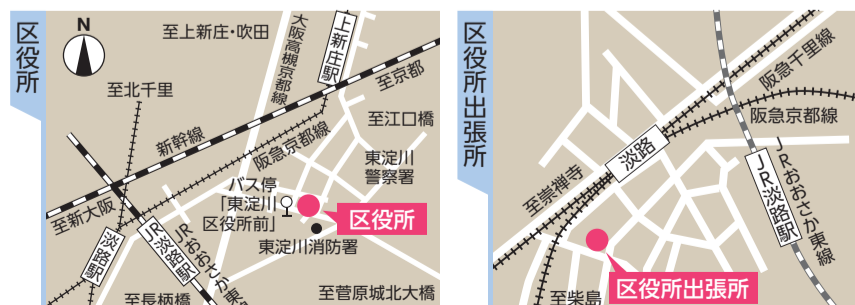 区役所
N
至上新庄・吹田
大阪高槻京都線
上新庄駅
至京都
至北千里
新幹線
阪急京都線
至江口橋
東淀川
警察署
バス停
「東淀川
区役所前」
区役所
東淀川消防署
至新大阪
淡路駅
JR淡路駅
JRおおさか東
至長柄橋
至菅原城北大橋
区役所出張所
阪急千里線
阪急京都線
淡路
至崇禅寺
JR淡路駅
JRおおさか東線
至柴島
区役所出張所